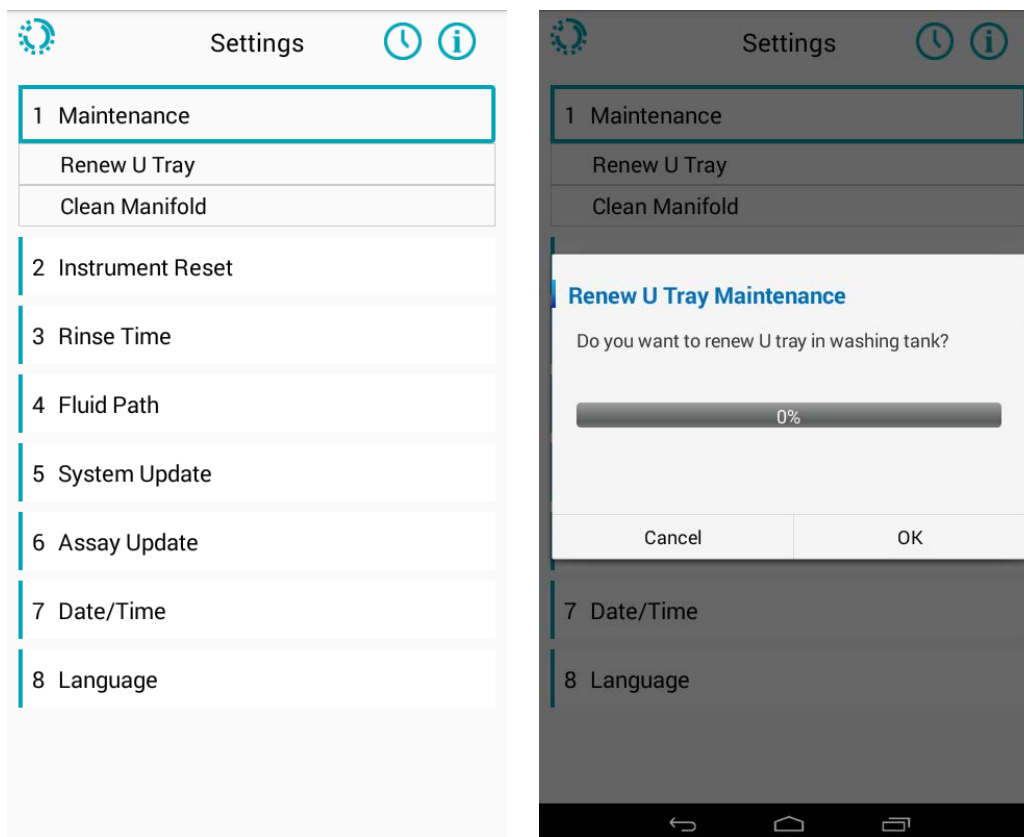 Settings
1 Maintenance
Renew U Tray
Clean Manifold
2 Instrument Reset
3 Rinse Time
4 Fluid Path
5 System Update
6 Assay Update
7 Date/Time
8 Language
Settings
1 Maintenance
Renew U Tray
Clean Manifold
Renew U Tray Maintenance
Do you want to renew U tray in washing tank?
0%
Cancel OK
7 Date/Time
8 Language